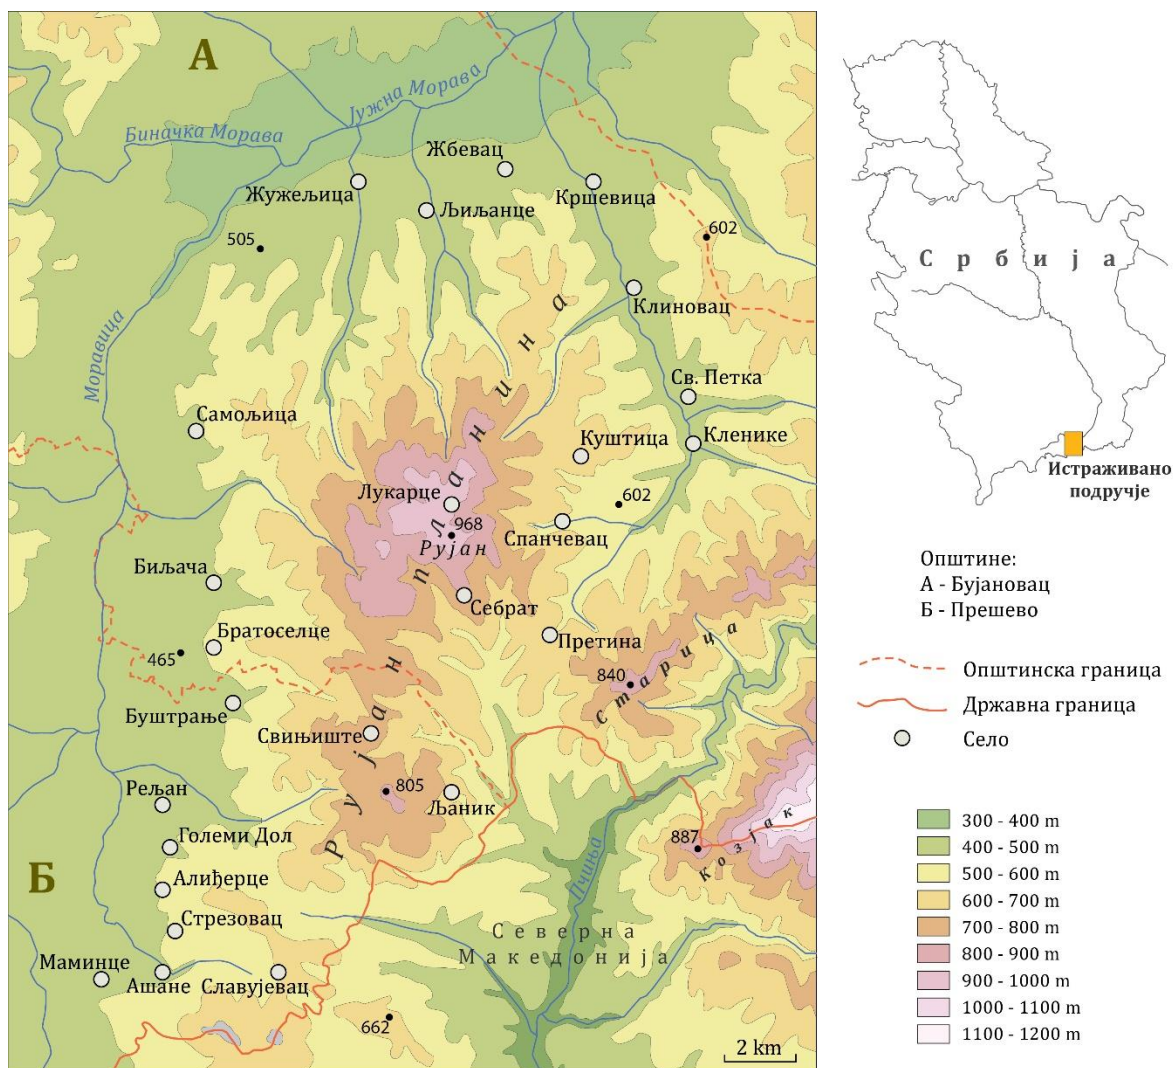 А
Јужна Морава
Биначка Морава
Жбевац
Жужељица
Кршевица
Љиљанце
505
602
Клиновац
Моравица
Св. Петка
Самољица
Куштица
Кленике
Лукарце
602
968
Рујан
Спанчевац
Биљача
Себрат
Братоселце
Претина
465
840
Старица
Буштрање
Свињиште
Рујан планина
Рељан
805
Љаник
Големи Дол
887
Козјак
Б
Алиђерце
Пчиња
Стрезовац
Северна
Македонија
Маминце
Ашане
Славујевац
662
2 km
Србија
Истраживано
подручје
Општине:
А - Бујановац
Б - Прешево
Општинска граница
Државна граница
Село
300 - 400 m
400 - 500 m
500 - 600 m
600 - 700 m
700 - 800 m
800 - 900 m
900 - 1000 m
1000 - 1100 m
1100 - 1200 m